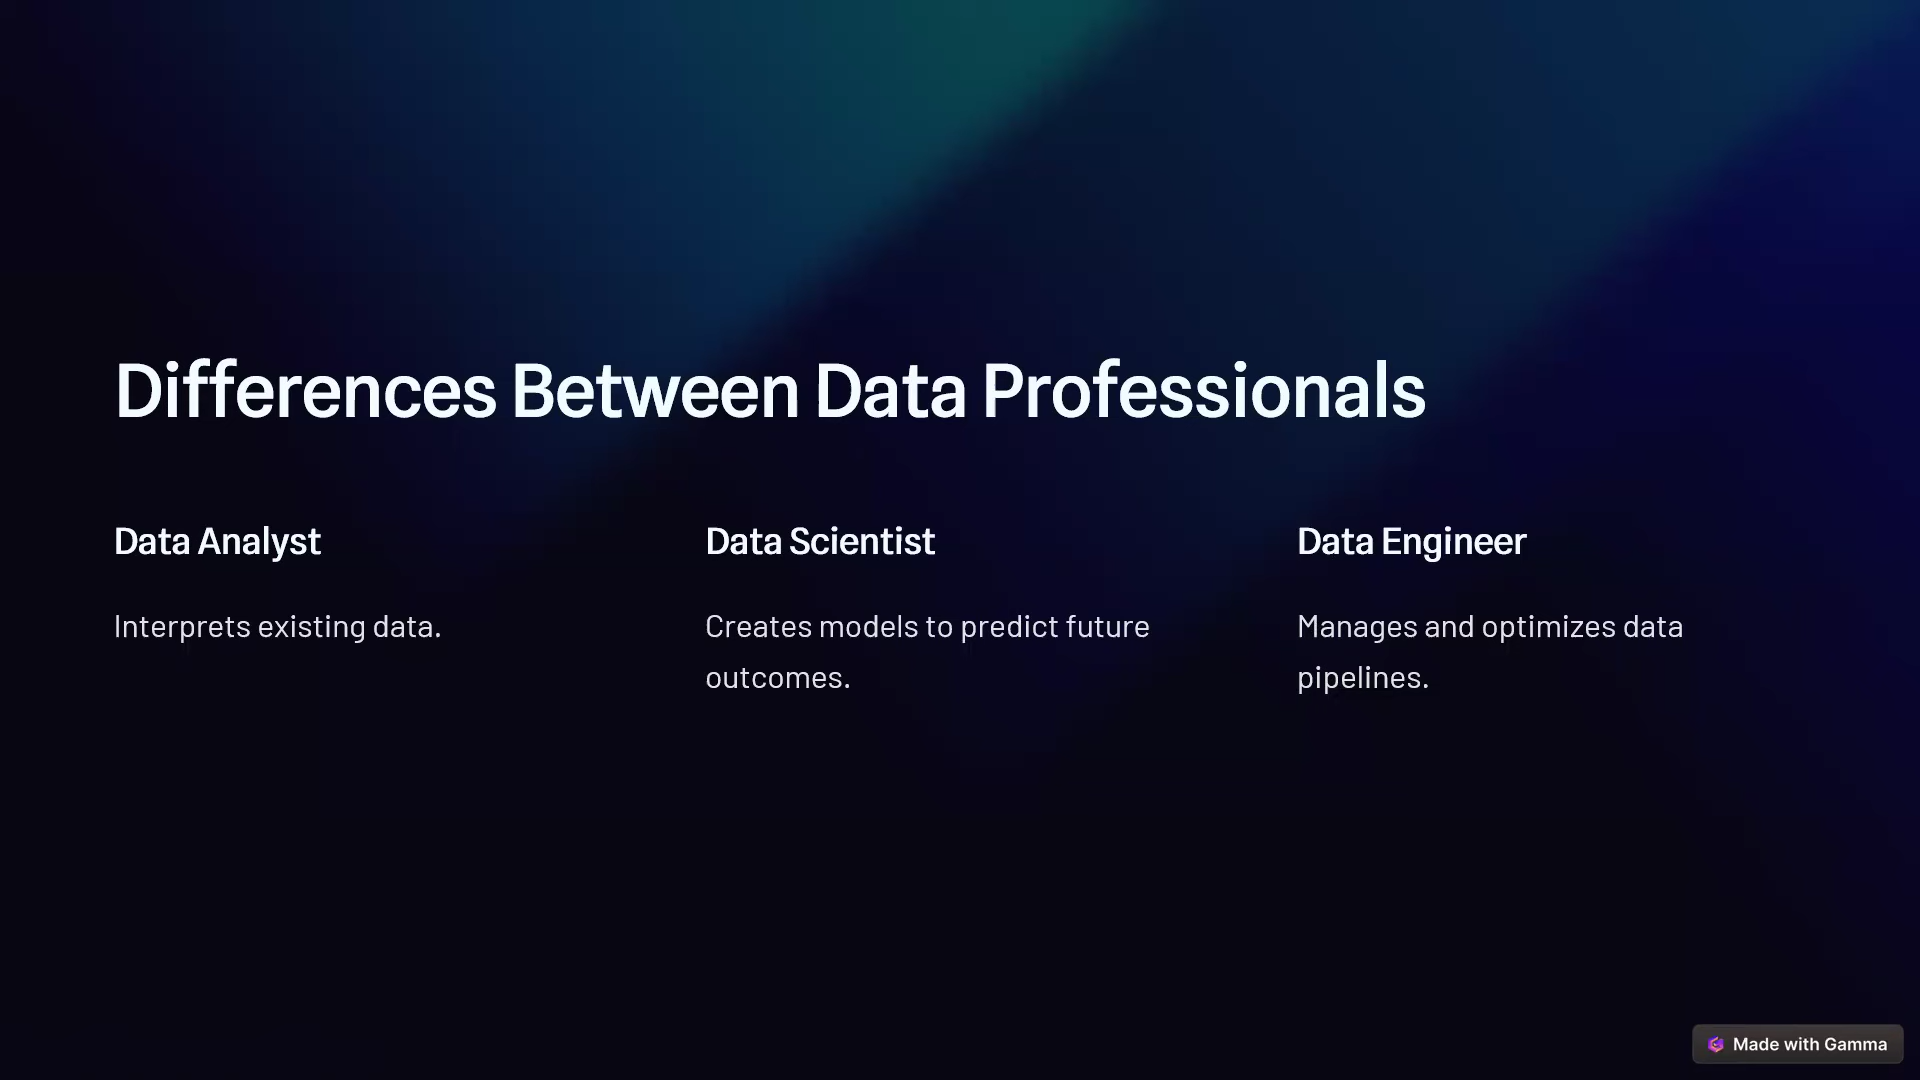 Differences Between Data Professionals
Data Analyst
Interprets existing data.
Data Scientist
Creates models to predict future
outcomes.
Data Engineer
Manages and optimizes data
pipelines.
Made with Gamma